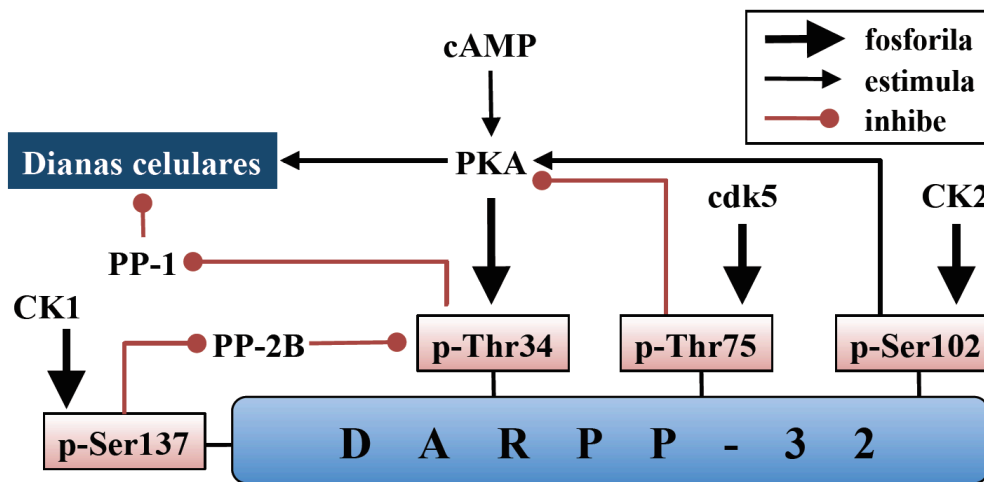 cAMP
fosforila
estimula
inhibe
Dianas celulares
PKA
cdk5
CK2
PP-1
CK1
PP-2B
p-Thr34
p-Thr75
p-Ser102
p-Ser137
D A R P P - 3 2